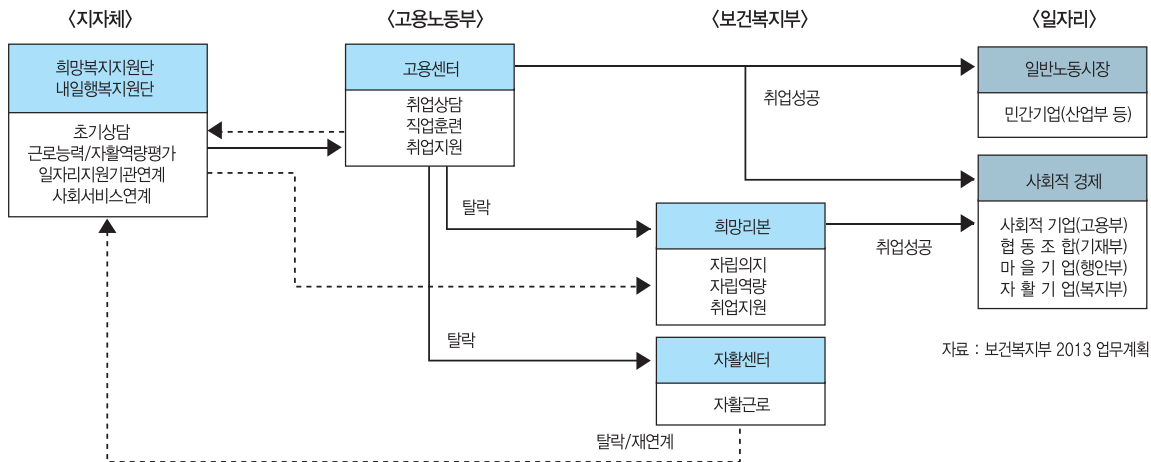 〈지자체〉
〈고용노동부〉
〈보건복지부〉
〈일자리〉
희망복지지원단
내일행복지원단
초기상담
근로능력/자활역량평가
일자리지원기관연계
사회서비스연계
고용센터
취업상담
직업훈련
취업지원
취업성공
일반노동시장
민간기업(산업부 등)
탈락
희망리본
자립의지
자립역량
취업지원
취업성공
사회적 경제
사회적 기업(고용부)
협 동 조 합(기재부)
마 을 기 업(행안부)
자 활 기 업(복지부)
탈락
자활센터
자활근로
탈락/재연계
자료 : 보건복지부 2013 업무계획